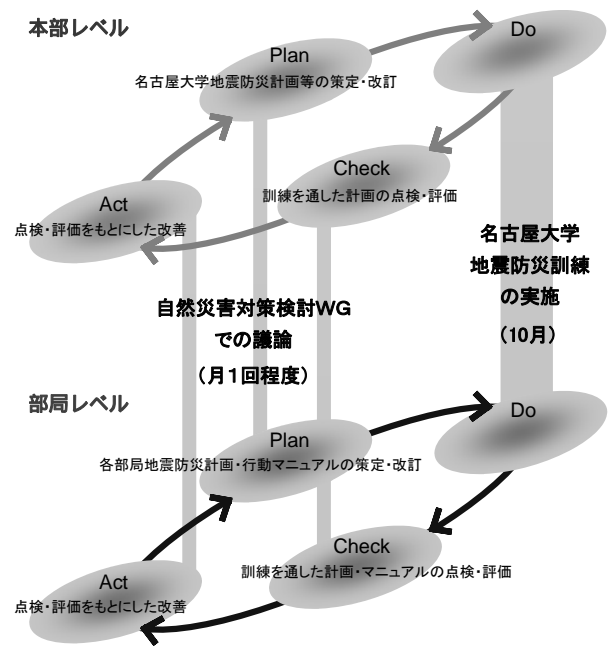 本部レベル
Do
Plan
名古屋大学地震防災計画等の策定・改訂
Check
訓練を通した計画の点検・評価
Act
点検・評価をもとにした改善
名古屋大学
地震防災訓練
の実施
（10月）
自然災害対策検討WG
での議論
（月１回程度）
部局レベル
Do
Plan
各部局地震防災計画・行動マニュアルの策定・改訂
Check
訓練を通した計画・マニュアルの点検・評価
Act
点検・評価をもとにした改善